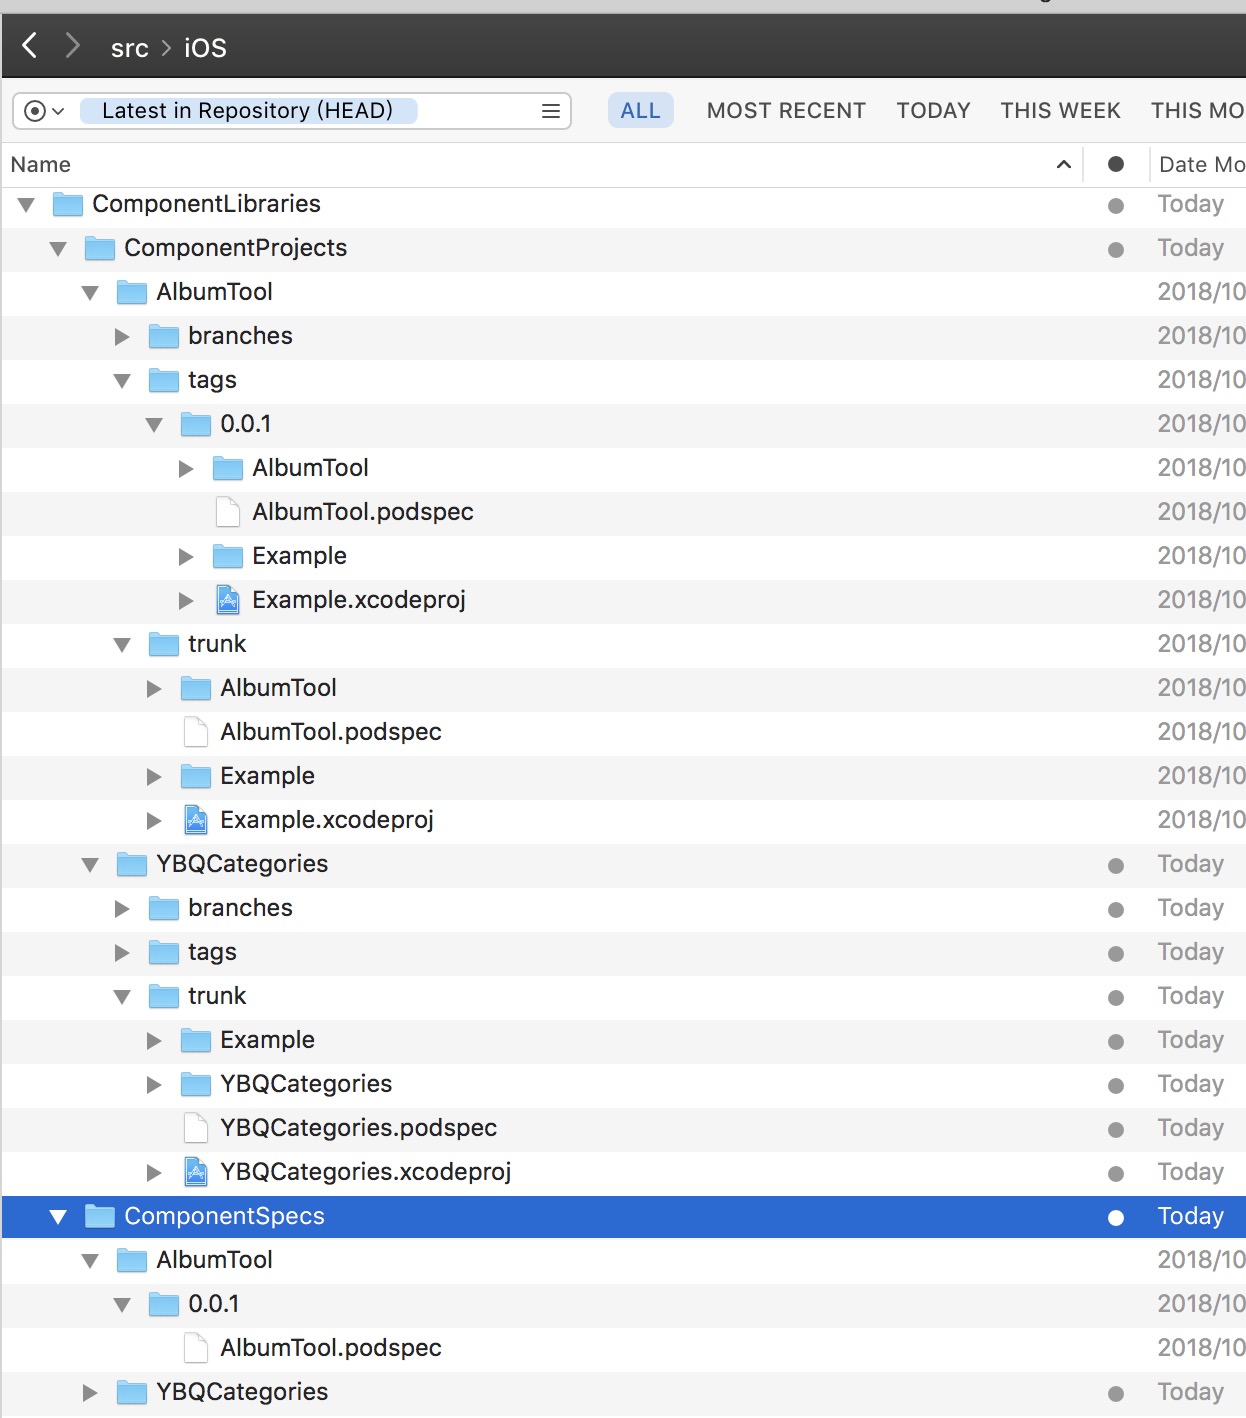 src > iOS
Latest in Repository (HEAD) ALL MOST RECENT TODAY THIS WEEK THIS MO
Name Date Mo
ComponentLibraries Today
ComponentProjects Today
AlbumTool 2018/10
branches 2018/10
tags 2018/10
0.0.1 2018/10
AlbumTool 2018/10
AlbumTool.podspec 2018/10
Example 2018/10
Example.xcodeproj 2018/10
trunk 2018/10
AlbumTool 2018/10
AlbumTool.podspec 2018/10
Example 2018/10
Example.xcodeproj 2018/10
YBQCategories Today
branches Today
tags Today
trunk Today
Example Today
YBQCategories Today
YBQCategories.podspec Today
YBQCategories.xcodeproj Today
ComponentSpecs Today
AlbumTool 2018/10
0.0.1 2018/10
AlbumTool.podspec 2018/10
YBQCategories Today